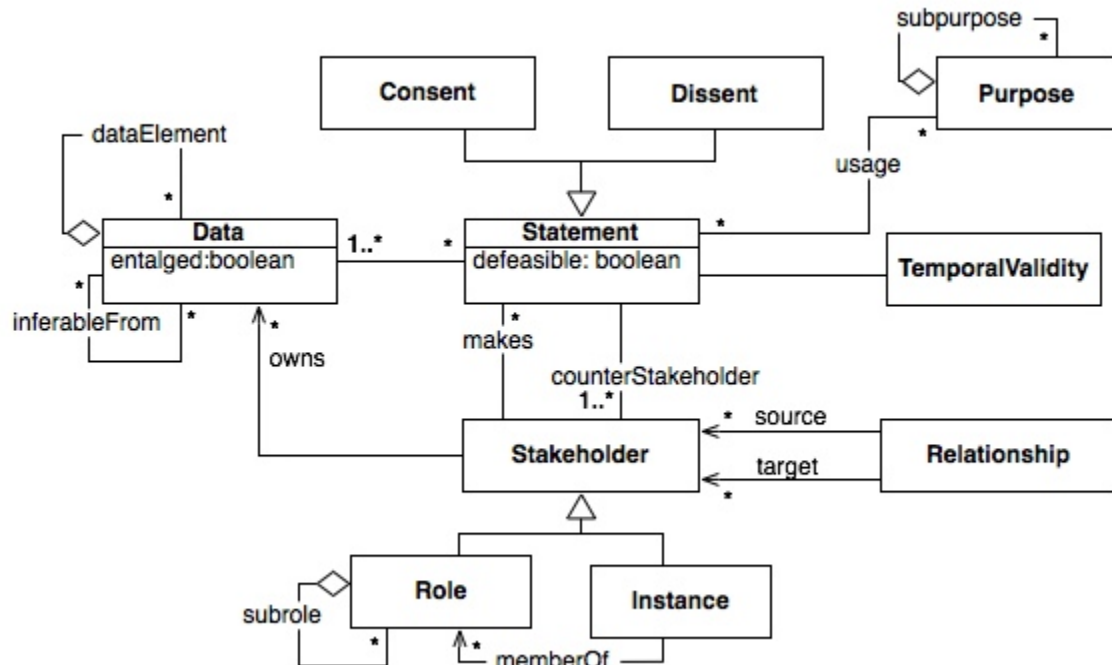 subpurpose
*
Consent
Dissent
Purpose
*
dataElement
usage
*
Data
1..*
*
Statement
*
entalged:boolean
defeasible: boolean
TemporalValidity
*
inferableFrom
*
*
owns
*
makes
counterStakeholder
1..*
*
source
Stakeholder
Relationship
target
*
Role
Instance
subrole
*
*
memberOf